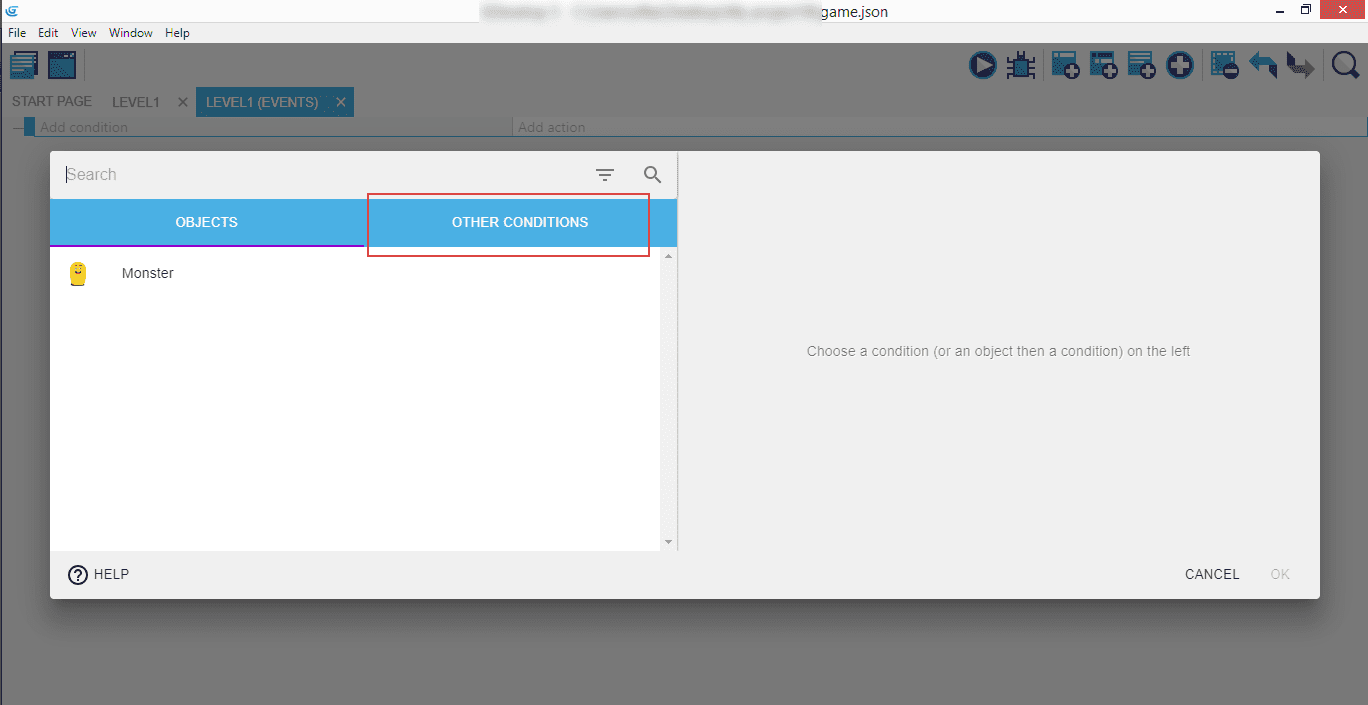 game.json
File Edit View Window Help
START PAGE LEVEL1 LEVEL1 (EVENTS)
Add condition Add action
Search
OBJECTS OTHER CONDITIONS
Monster
Choose a condition (or an object then a condition) on the left
HELP CANCEL OK